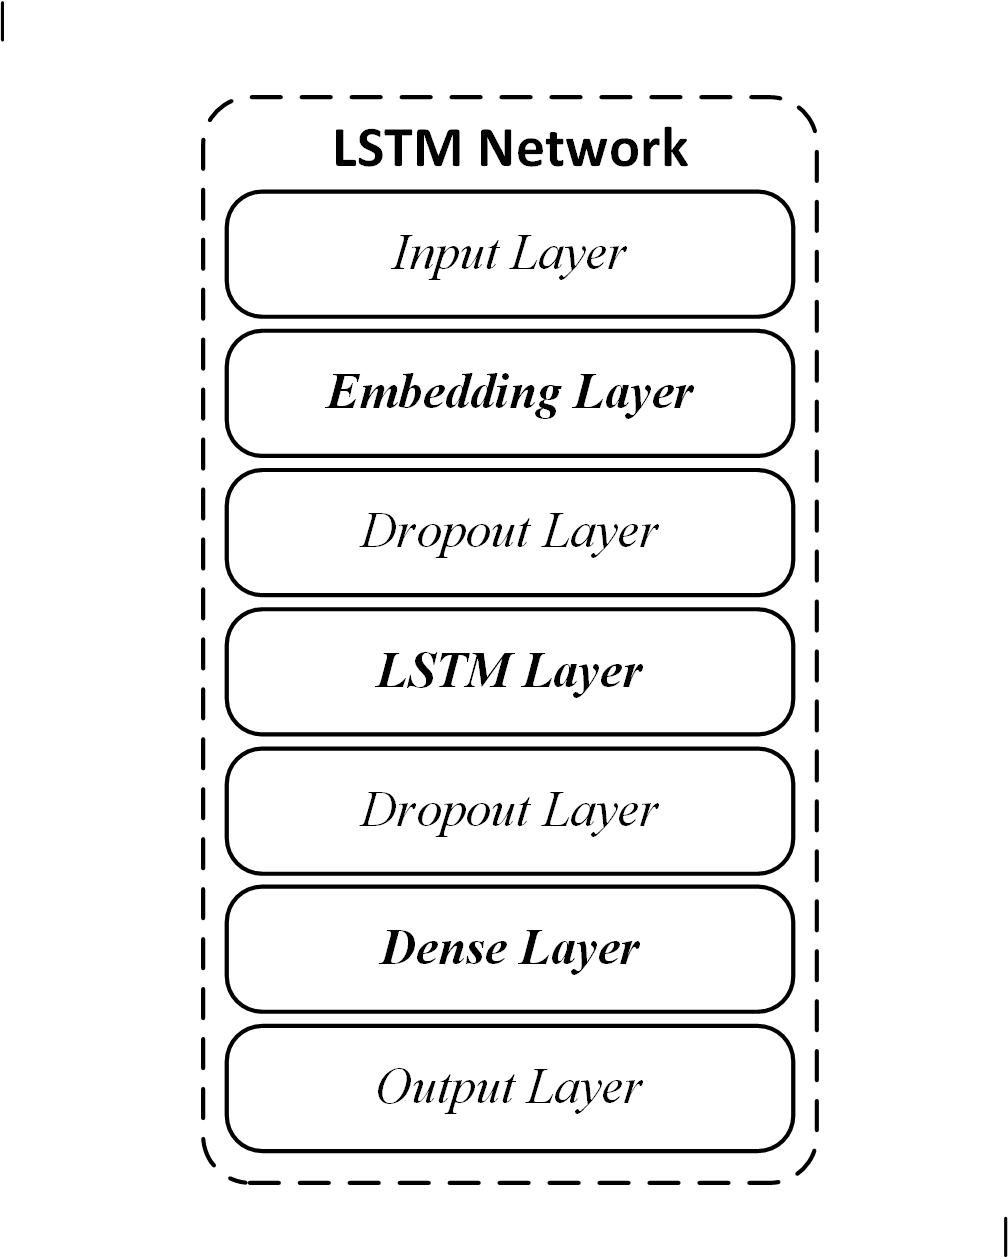 LSTM Network
Input Layer
Embedding Layer
Dropout Layer
LSTM Layer
Dropout Layer
Dense Layer
Output Layer